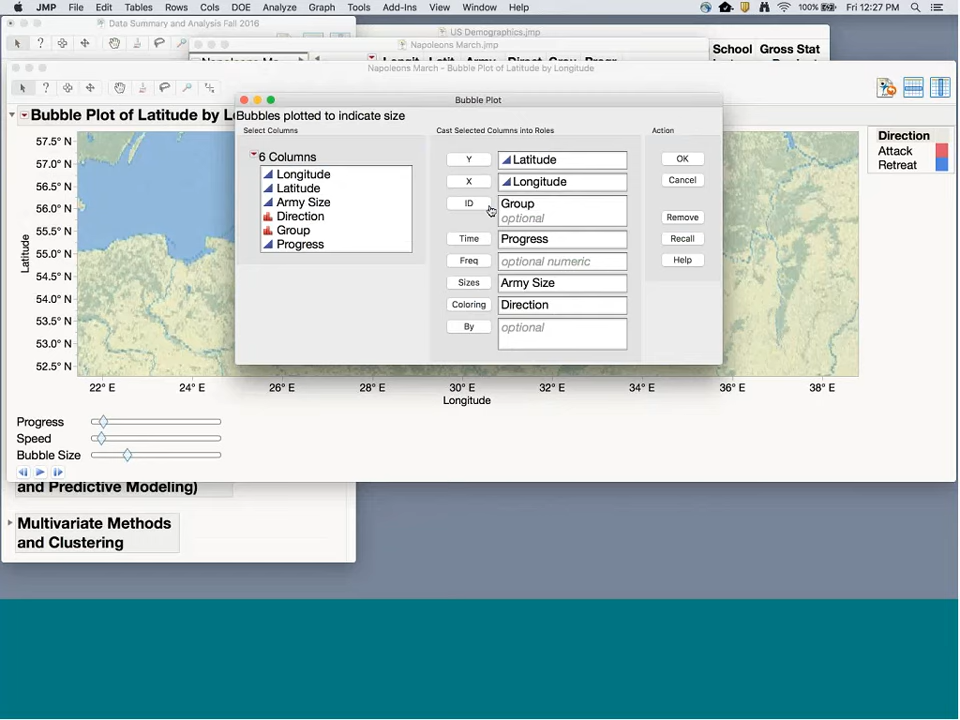 JMP File Edit Tables Rows Cols DOE Analyze Graph Tools Add-Ins View Window Help 100% Fri 12:27 PM
Data Summary and Analysis Fall 2016
US Demographics.jmp
Napoleons March.jmp
School Gross Stat
Napoleons March - Bubble Plot of Latitude by Longitude
Bubble Plot of Latitude by L
Bubble Plot
Bubbles plotted to indicate size
Select Columns
Cast Selected Columns into Roles
Action
6 Columns
Longitude
Latitude
Army Size
Direction
Group
Progress
Y Latitude
X Longitude
ID Group
optional
Time Progress
Freq optional numeric
Sizes Army Size
Coloring Direction
By optional
OK
Cancel
Remove
Recall
Help
Direction
Attack
Retreat
57.5° N
57.0° N
56.5° N
56.0° N
55.5° N
55.0° N
54.5° N
54.0° N
53.5° N
53.0° N
52.5° N
Latitude
22° E 24° E 26° E 28° E 30° E 32° E 34° E 36° E 38° E
Longitude
Progress
Speed
Bubble Size
and Predictive Modeling)
Multivariate Methods
and Clustering